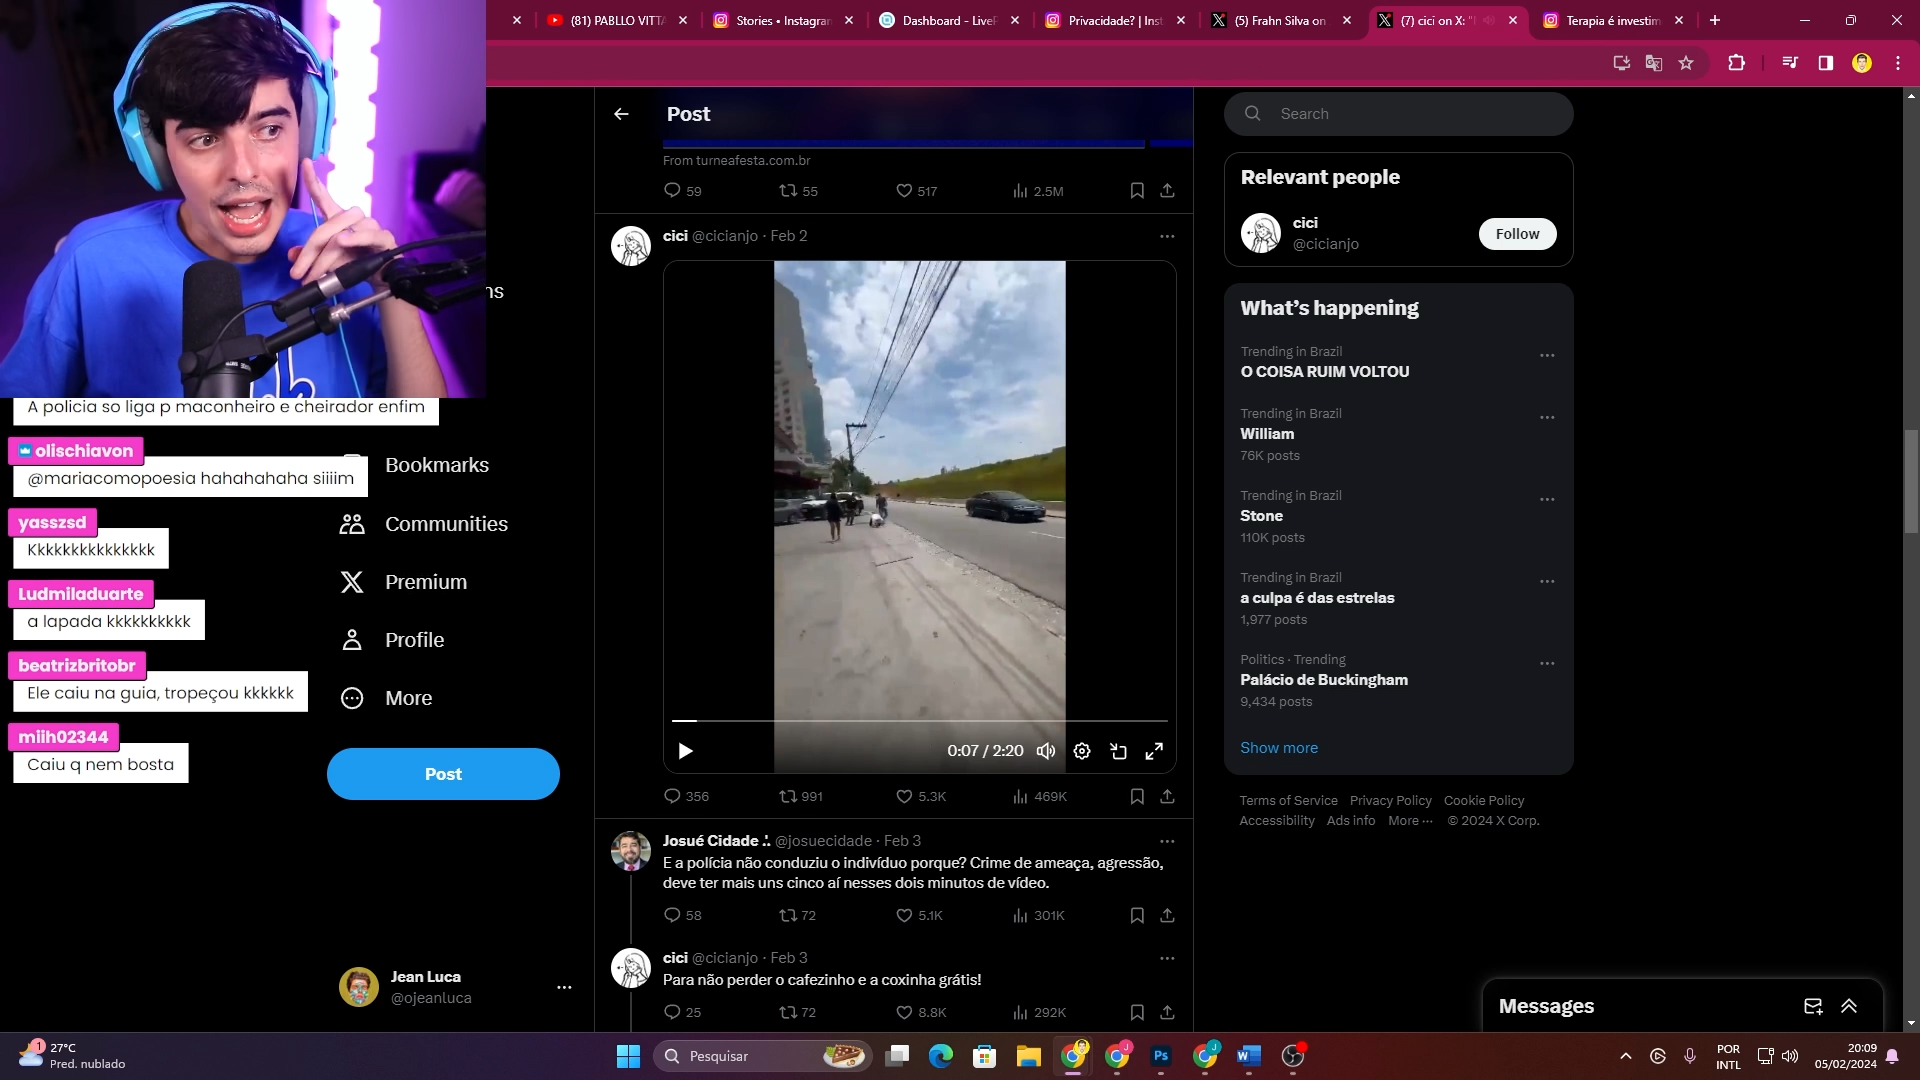 (81) PABLLO VITTA
Stories • Instagram
Dashboard - LiveP
Privacidade? | Inst
(5) Frahn Silva on
(7) cici on X: "
Terapia é investim
Post
From turneafesta.com.br
59
55
517
2.5M
cici @cicianjo · Feb 2
0:07 / 2:20
356
991
5.3K
469K
Josué Cidade .'. @josuecidade · Feb 3
E a polícia não conduziu o indivíduo porque? Crime de ameaça, agressão,
deve ter mais uns cinco aí nesses dois minutos de vídeo.
58
72
5.1K
301K
cici @cicianjo · Feb 3
Para não perder o cafezinho e a coxinha grátis!
25
72
8.8K
292K
A policia so liga p maconheiro e cheirador enfim
olischiavon
@mariacomopoesia hahahahaha siiiim
yasszsd
Kkkkkkkkkkkkkkk
Ludmiladuarte
a lapada kkkkkkkkkk
beatrizbritobr
Ele caiu na guia, tropeçou kkkkkk
miih02344
Caiu q nem bosta
ns
Bookmarks
Communities
Premium
Profile
More
Post
Jean Luca
@ojeanluca
Search
Relevant people
cici
@cicianjo
Follow
What's happening
Trending in Brazil
O COISA RUIM VOLTOU
Trending in Brazil
William
76K posts
Trending in Brazil
Stone
110K posts
Trending in Brazil
a culpa é das estrelas
1,977 posts
Politics · Trending
Palácio de Buckingham
9,434 posts
Show more
Terms of Service Privacy Policy Cookie Policy
Accessibility Ads info More ··· © 2024 X Corp.
Messages
1
27°C
Pred. nublado
Pesquisar
J
J
Ps
W
POR
INTL
20:09
05/02/2024